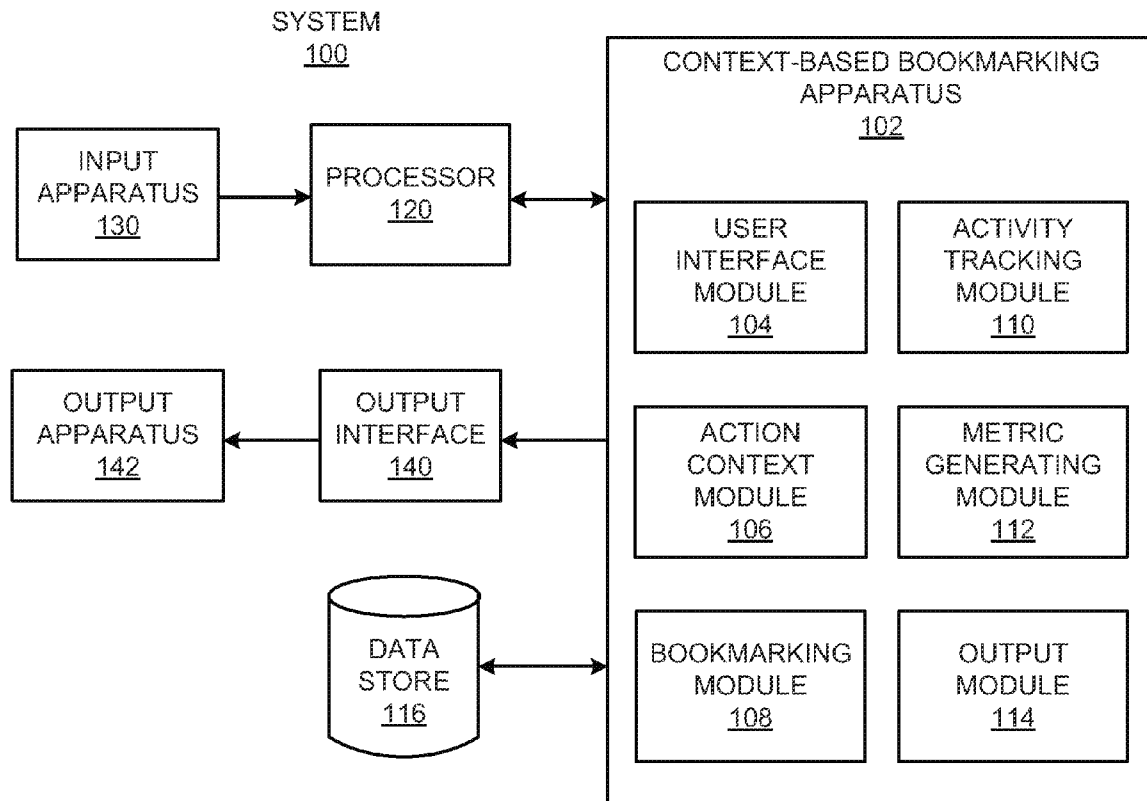 SYSTEM
100
CONTEXT-BASED BOOKMARKING
APPARATUS
102
INPUT
APPARATUS
130
PROCESSOR
120
USER
INTERFACE
MODULE
104
ACTIVITY
TRACKING
MODULE
110
OUTPUT
APPARATUS
142
OUTPUT
INTERFACE
140
ACTION
CONTEXT
MODULE
106
METRIC
GENERATING
MODULE
112
DATA
STORE
116
BOOKMARKING
MODULE
108
OUTPUT
MODULE
114